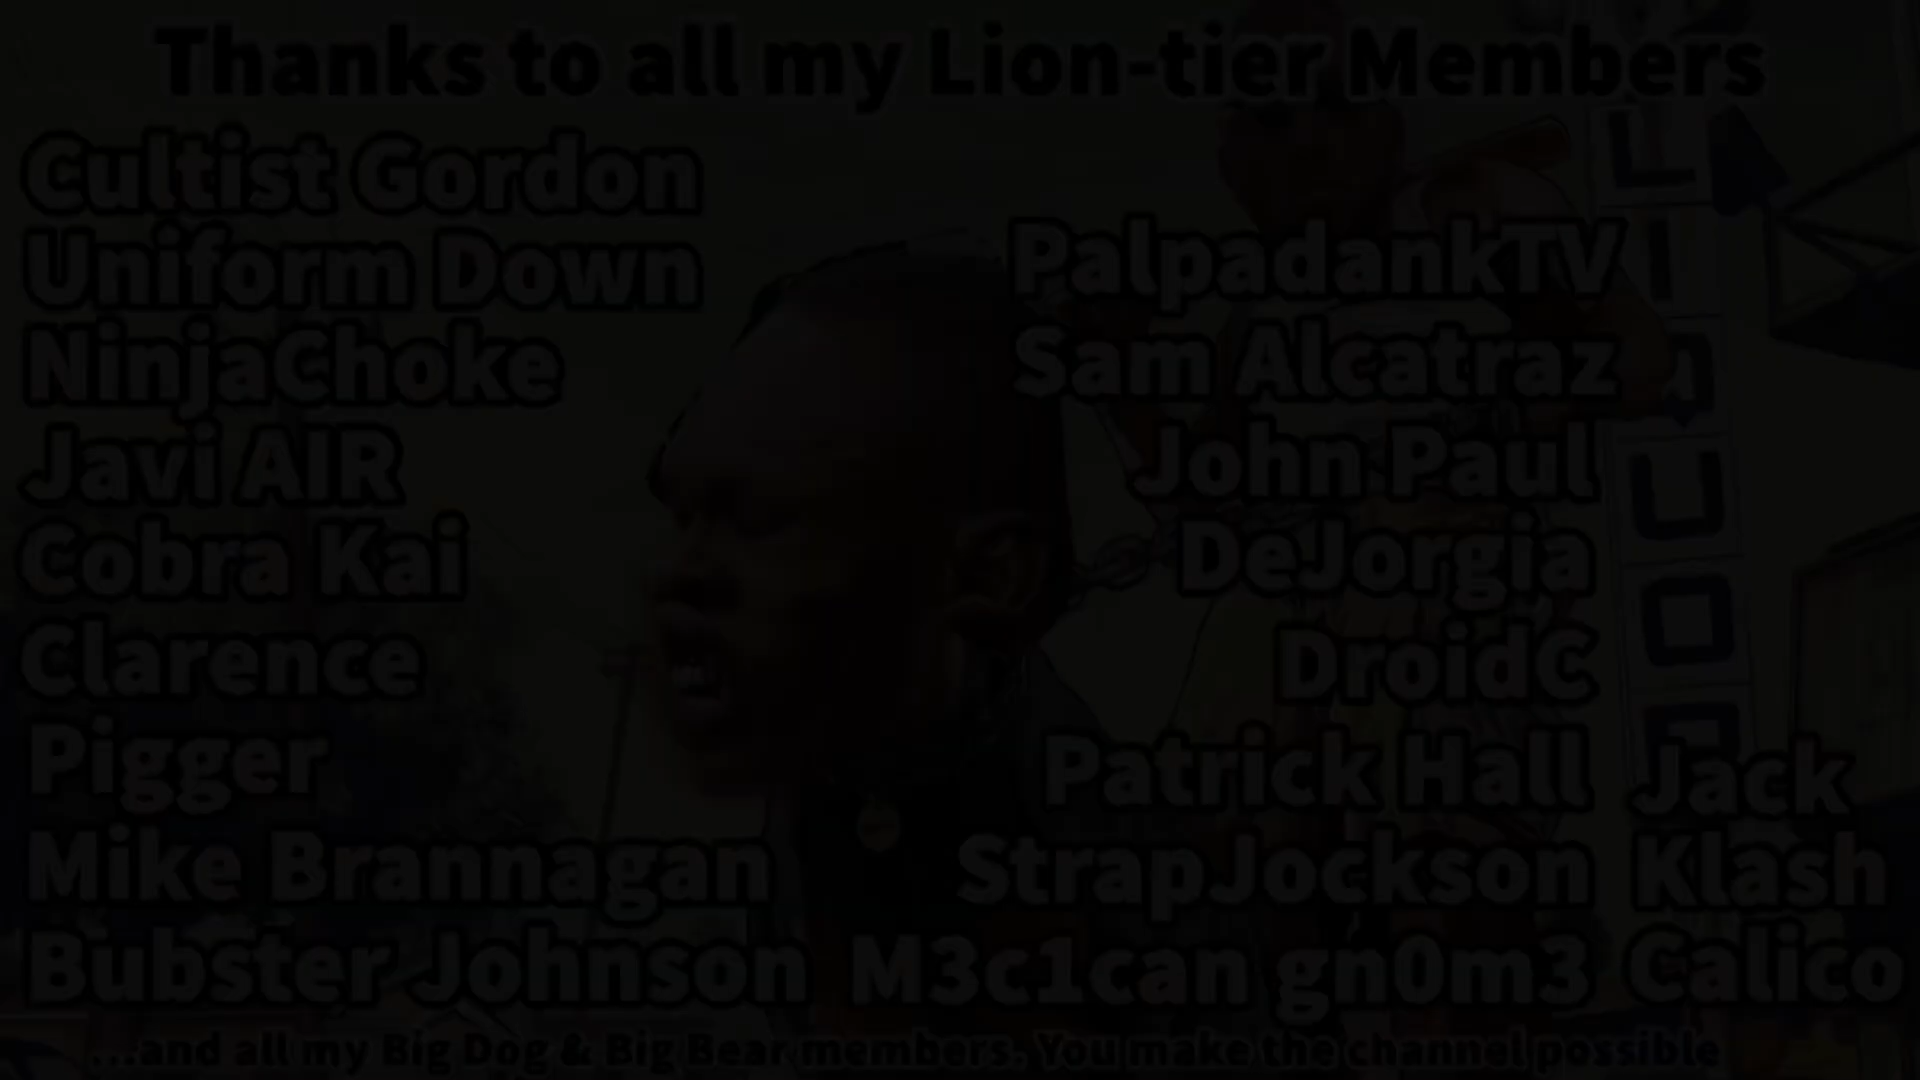 Thanks to all my Lion-tier Members
Cultist Gordon
Uniform Down
NinjaChoke
Javi AIR
Cobra Kai
Clarence
Pigger
Mike Brannagan
Bubster Johnson
PalpadankTV
Sam Alcatraz
John Paul
DeJorgia
DroidC
Patrick Hall
StrapJockson
M3c1can gn0m3
Jack
Klash
Calico
...and all my Big Dog & Big Bear members. You make the channel possible